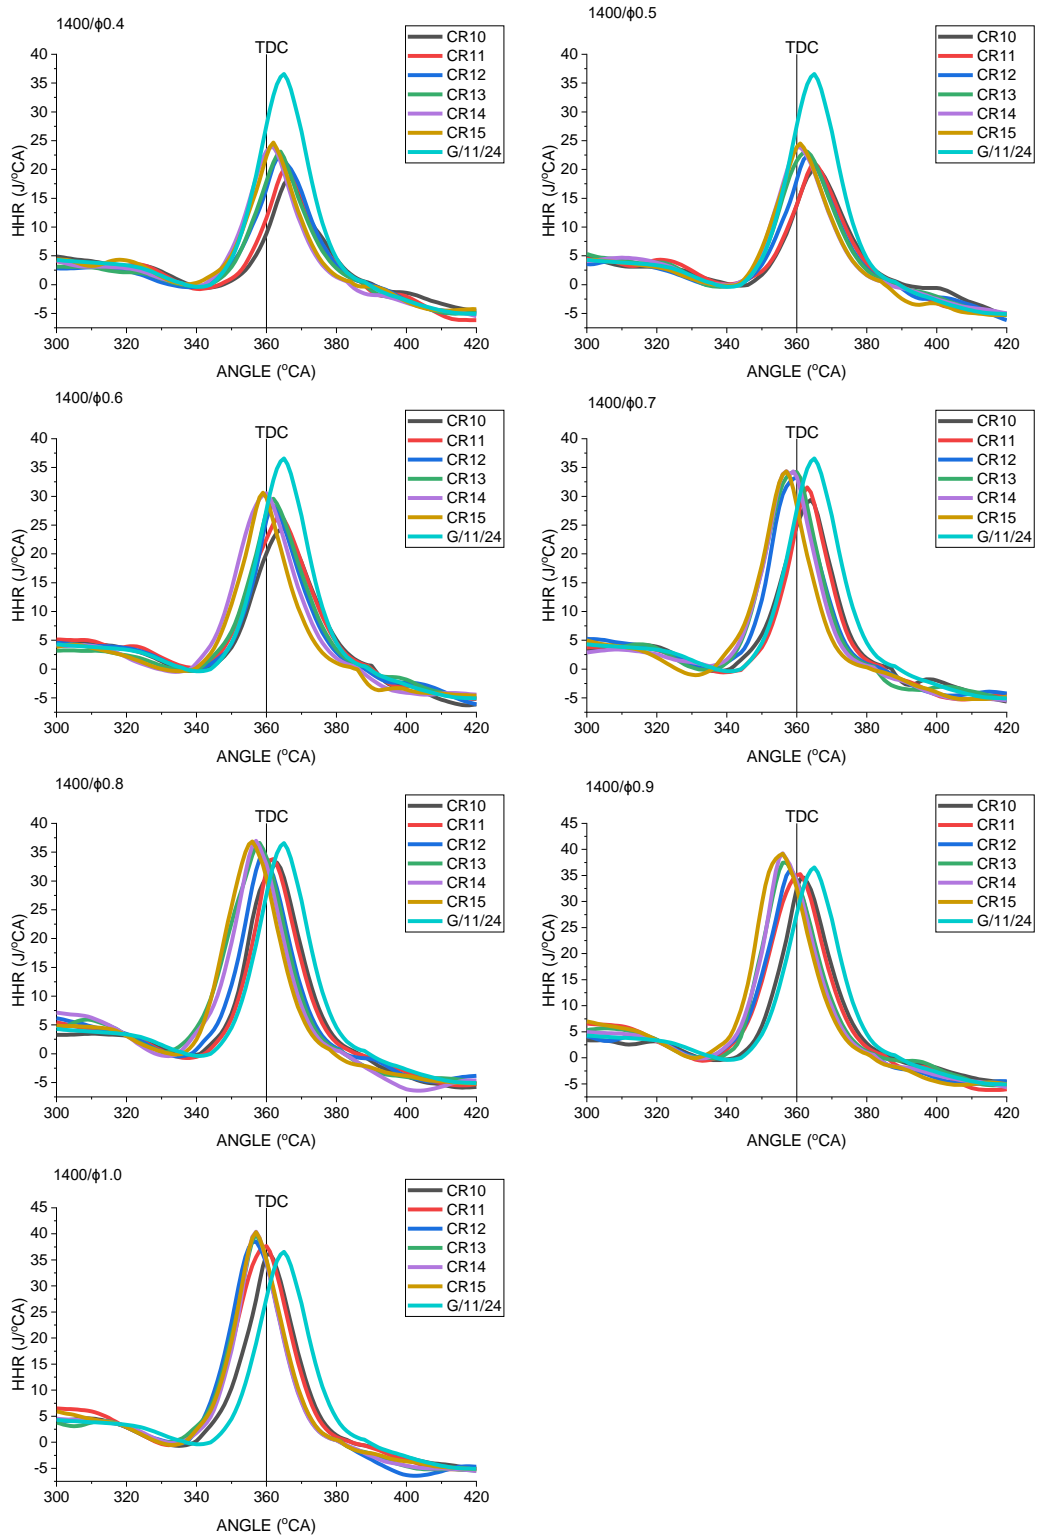 1400/ϕ0.4
TDC
CR10
CR11
CR12
CR13
CR14
CR15
G/11/24
HHR (J/°CA)
40
35
30
25
20
15
10
5
0
-5
300 320 340 360 380 400 420
ANGLE (°CA)
1400/ϕ0.5
TDC
CR10
CR11
CR12
CR13
CR14
CR15
G/11/24
HHR (J/°CA)
40
35
30
25
20
15
10
5
0
-5
300 320 340 360 380 400 420
ANGLE (°CA)
1400/ϕ0.6
TDC
CR10
CR11
CR12
CR13
CR14
CR15
G/11/24
HHR (J/°CA)
40
35
30
25
20
15
10
5
0
-5
300 320 340 360 380 400 420
ANGLE (°CA)
1400/ϕ0.7
TDC
CR10
CR11
CR12
CR13
CR14
CR15
G/11/24
HHR (J/°CA)
40
35
30
25
20
15
10
5
0
-5
300 320 340 360 380 400 420
ANGLE (°CA)
1400/ϕ0.8
TDC
CR10
CR11
CR12
CR13
CR14
CR15
G/11/24
HHR (J/°CA)
40
35
30
25
20
15
10
5
0
-5
300 320 340 360 380 400 420
ANGLE (°CA)
1400/ϕ0.9
TDC
CR10
CR11
CR12
CR13
CR14
CR15
G/11/24
HHR (J/°CA)
45
40
35
30
25
20
15
10
5
0
-5
300 320 340 360 380 400 420
ANGLE (°CA)
1400/ϕ1.0
TDC
CR10
CR11
CR12
CR13
CR14
CR15
G/11/24
HHR (J/°CA)
45
40
35
30
25
20
15
10
5
0
-5
300 320 340 360 380 400 420
ANGLE (°CA)